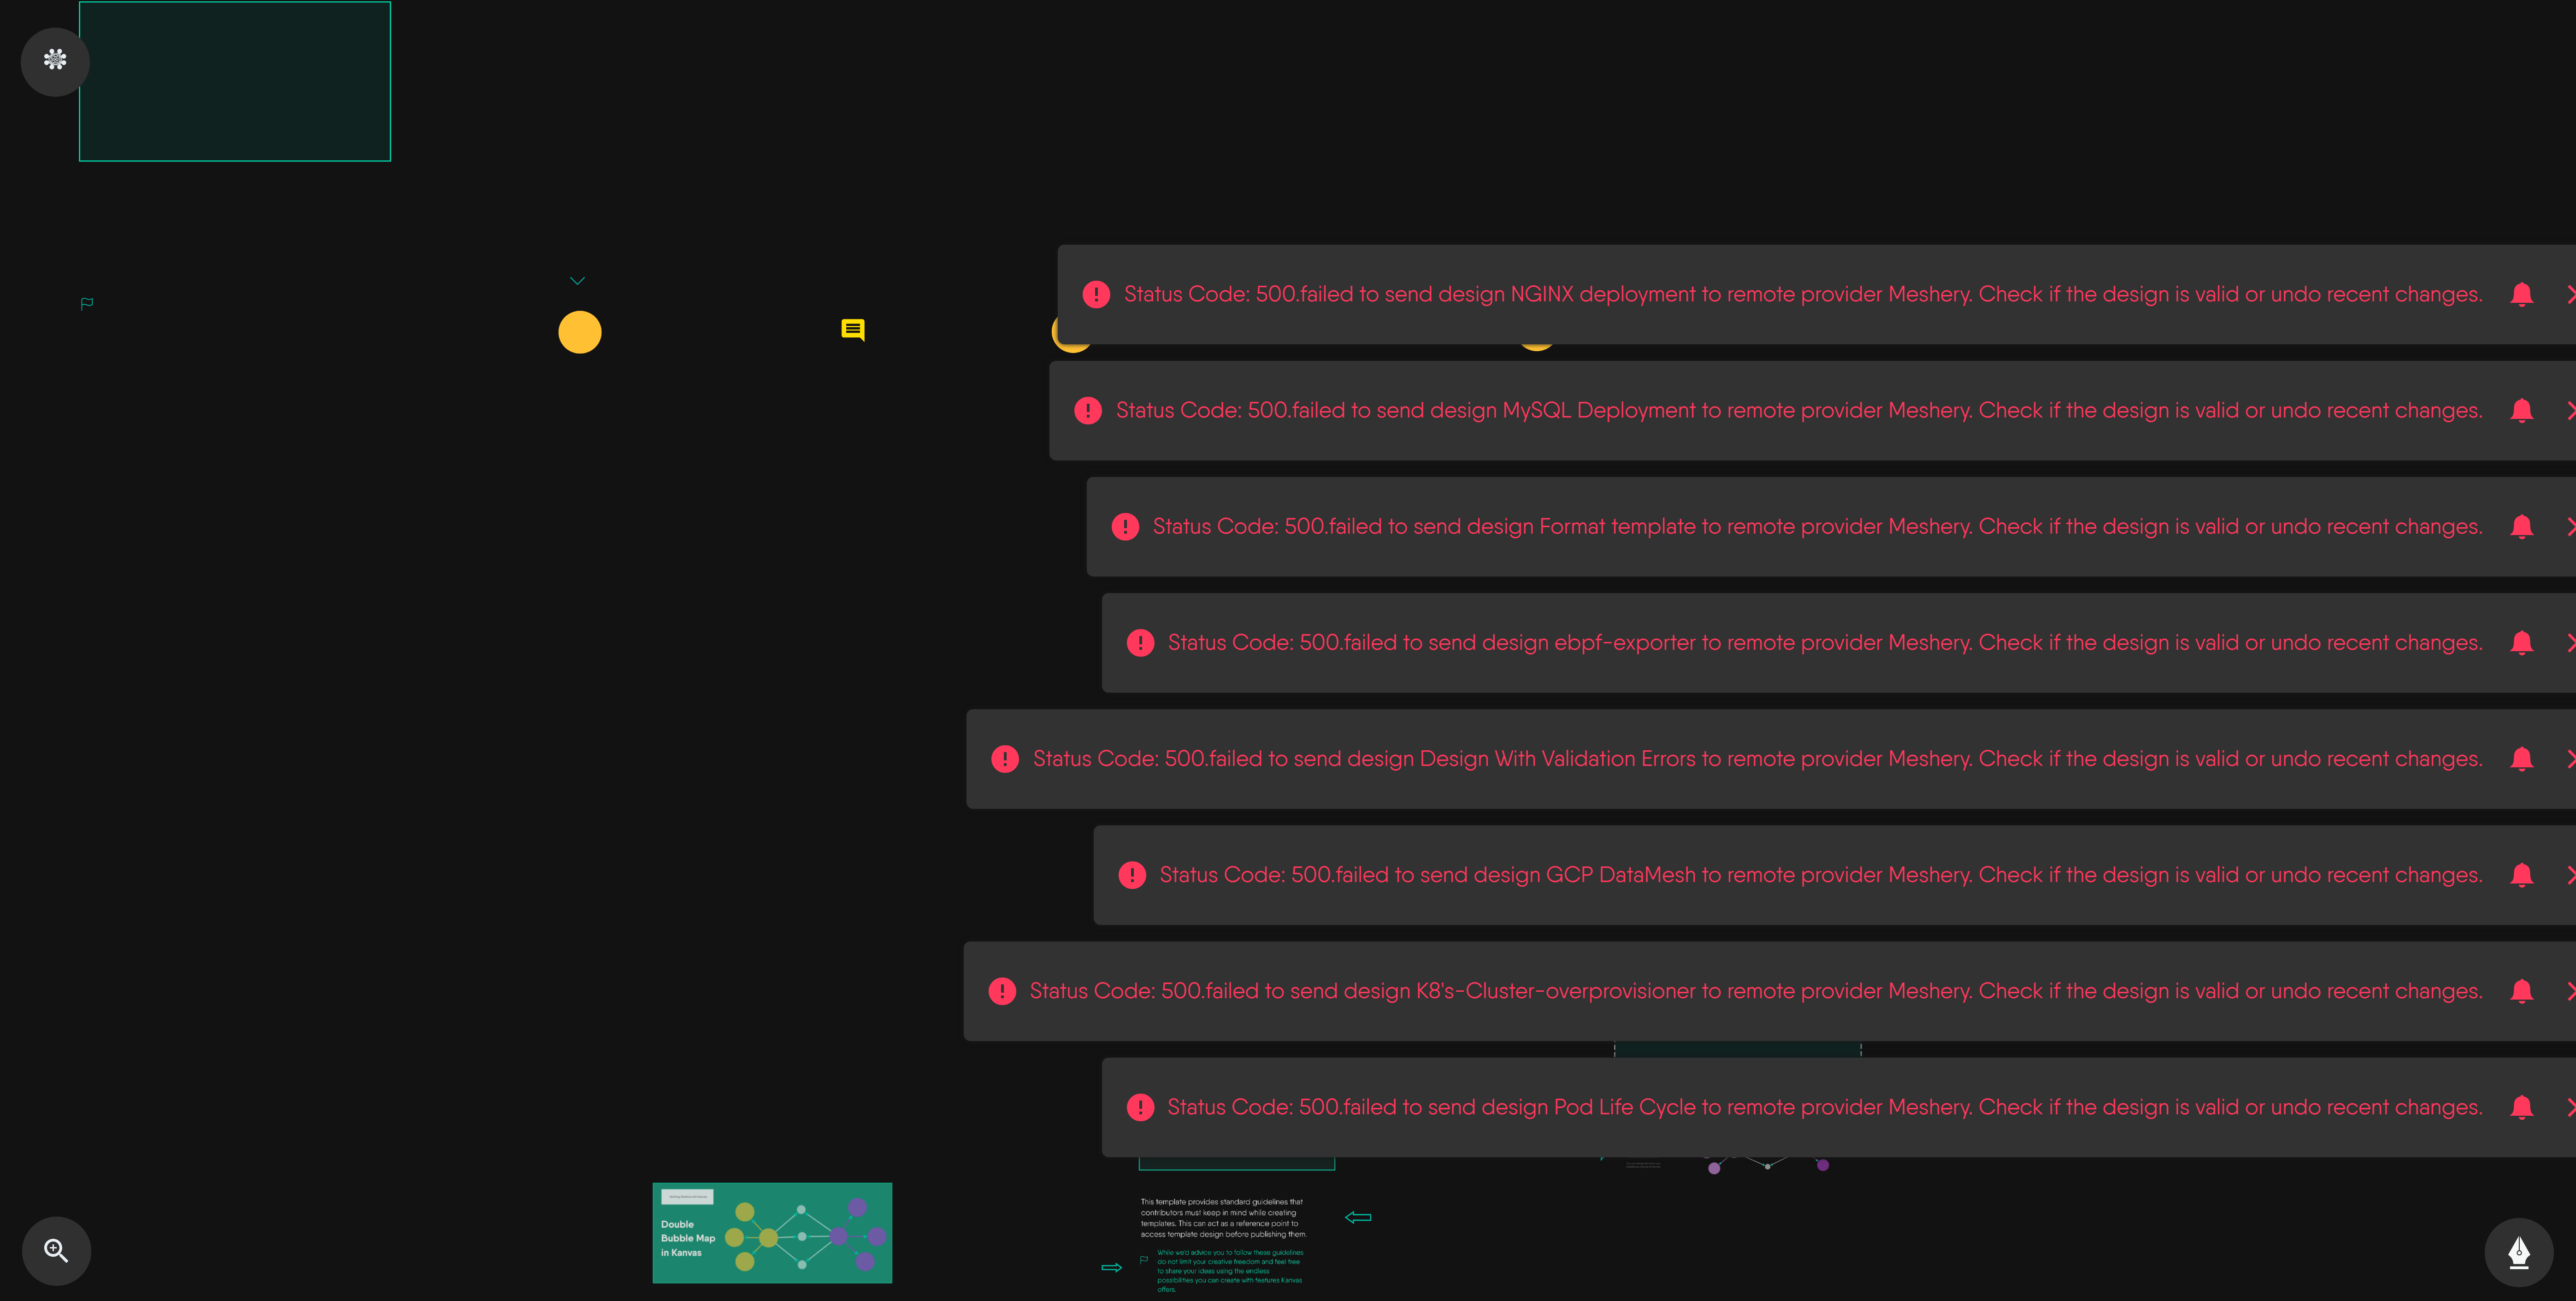 Status Code: 500.failed to send design NGINX deployment to remote provider Meshery. Check if the design is valid or undo recent changes.
Status Code: 500.failed to send design MySQL Deployment to remote provider Meshery. Check if the design is valid or undo recent changes.
Status Code: 500.failed to send design Format template to remote provider Meshery. Check if the design is valid or undo recent changes.
Status Code: 500.failed to send design ebpf-exporter to remote provider Meshery. Check if the design is valid or undo recent changes.
Status Code: 500.failed to send design Design With Validation Errors to remote provider Meshery. Check if the design is valid or undo recent changes.
Status Code: 500.failed to send design GCP DataMesh to remote provider Meshery. Check if the design is valid or undo recent changes.
Status Code: 500.failed to send design K8's-Cluster-overprovisioner to remote provider Meshery. Check if the design is valid or undo recent changes.
Status Code: 500.failed to send design Pod Life Cycle to remote provider Meshery. Check if the design is valid or undo recent changes.
Double
Bubble Map
in Kanvas
This template provides standard guidelines that
contributors must keep in mind while creating
templates. This can act as a reference point to
access template design before publishing them.
While we'd advice you to follow these guidelines
do not limit your creative freedom and feel free
to share your ideas using the endless
possibilities you can create with features Kanvas
offers.